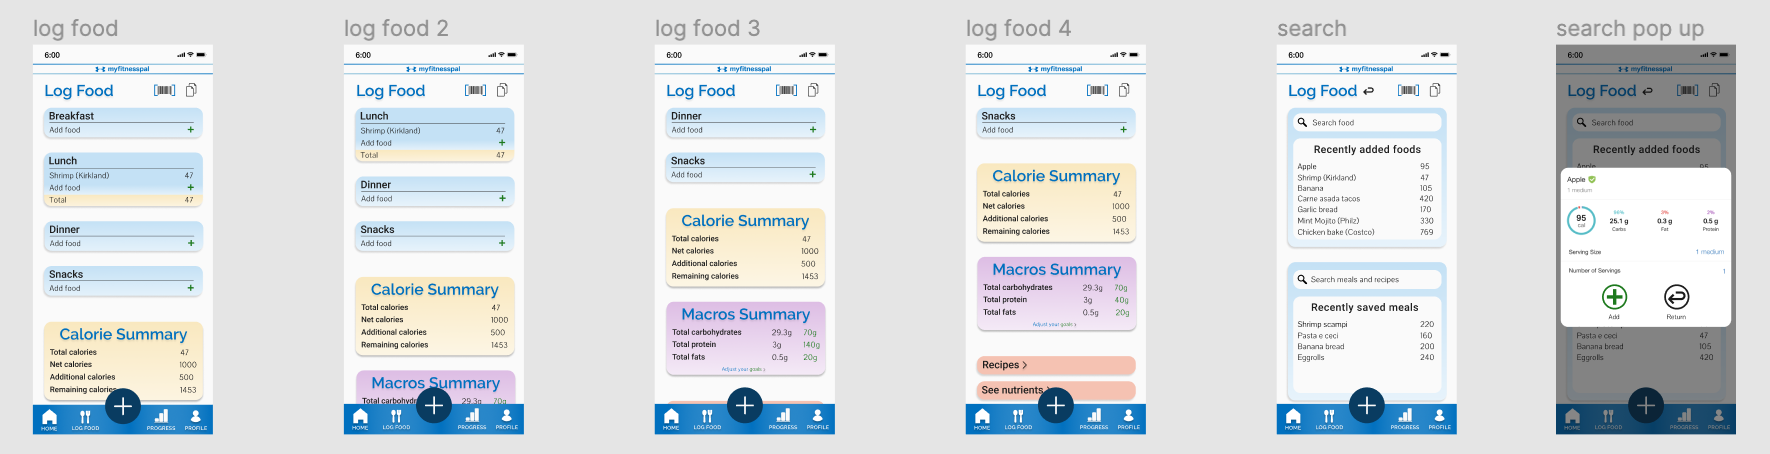 log food
6:00
myfitnesspal
Log Food
Breakfast
Add food +
Lunch
Shrimp (Kirkland) 47
Add food +
Total 47
Dinner
Add food +
Snacks
Add food +
Calorie Summary
Total calories 47
Net calories 1000
Additional calories 500
Remaining calories 1453
+
HOME LOG FOOD PROGRESS PROFILE
log food 2
6:00
myfitnesspal
Log Food
Lunch
Shrimp (Kirkland) 47
Add food +
Total 47
Dinner
Add food +
Snacks
Add food +
Calorie Summary
Total calories 47
Net calories 1000
Additional calories 500
Remaining calories 1453
Macros Summary
Total carbohydr 29.3g 70g
+
HOME LOG FOOD PROGRESS PROFILE
log food 3
6:00
myfitnesspal
Log Food
Dinner
Add food +
Snacks
Add food +
Calorie Summary
Total calories 47
Net calories 1000
Additional calories 500
Remaining calories 1453
Macros Summary
Total carbohydrates 29.3g 70g
Total protein 3g 140g
Total fats 0.5g 20g
Adjust your goals >
+
HOME LOG FOOD PROGRESS PROFILE
log food 4
6:00
myfitnesspal
Log Food
Snacks
Add food +
Calorie Summary
Total calories 47
Net calories 1000
Additional calories 500
Remaining calories 1453
Macros Summary
Total carbohydrates 29.3g 70g
Total protein 3g 40g
Total fats 0.5g 20g
Adjust your goals >
Recipes >
See nutrients >
+
HOME LOG FOOD PROGRESS PROFILE
search
6:00
myfitnesspal
Log Food
Search food
Recently added foods
Apple 95
Shrimp (Kirkland) 47
Banana 105
Carne asada tacos 420
Garlic bread 170
Mint Mojito (Philz) 330
Chicken bake (Costco) 769
Search meals and recipes
Recently saved meals
Shrimp scampi 220
Pasta e ceci 160
Banana bread 200
Eggrolls 240
+
HOME LOG FOOD PROGRESS PROFILE
search pop up
6:00
myfitnesspal
Log Food
Search food
Recently added foods
Apple 95
Apple
1 medium
95 cal
96% 3% 2%
25.1 g 0.3 g 0.5 g
Carbs Fat Protein
Serving Size 1 medium
Number of Servings 1
Add Return
Pasta e ceci 47
Banana bread 105
Eggrolls 420
+
HOME LOG FOOD PROGRESS PROFILE